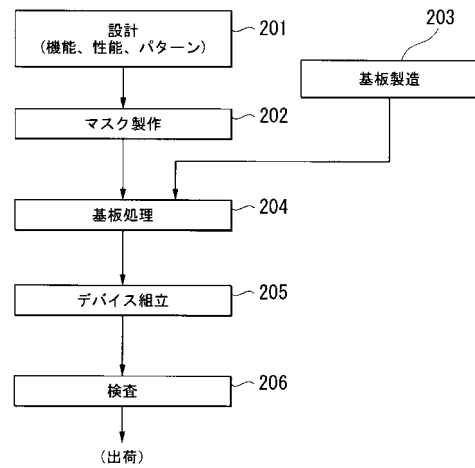 設計
(機能、性能、パターン)
201
203
基板製造
マスク製作
202
基板処理
204
デバイス組立
205
検査
206
(出荷)